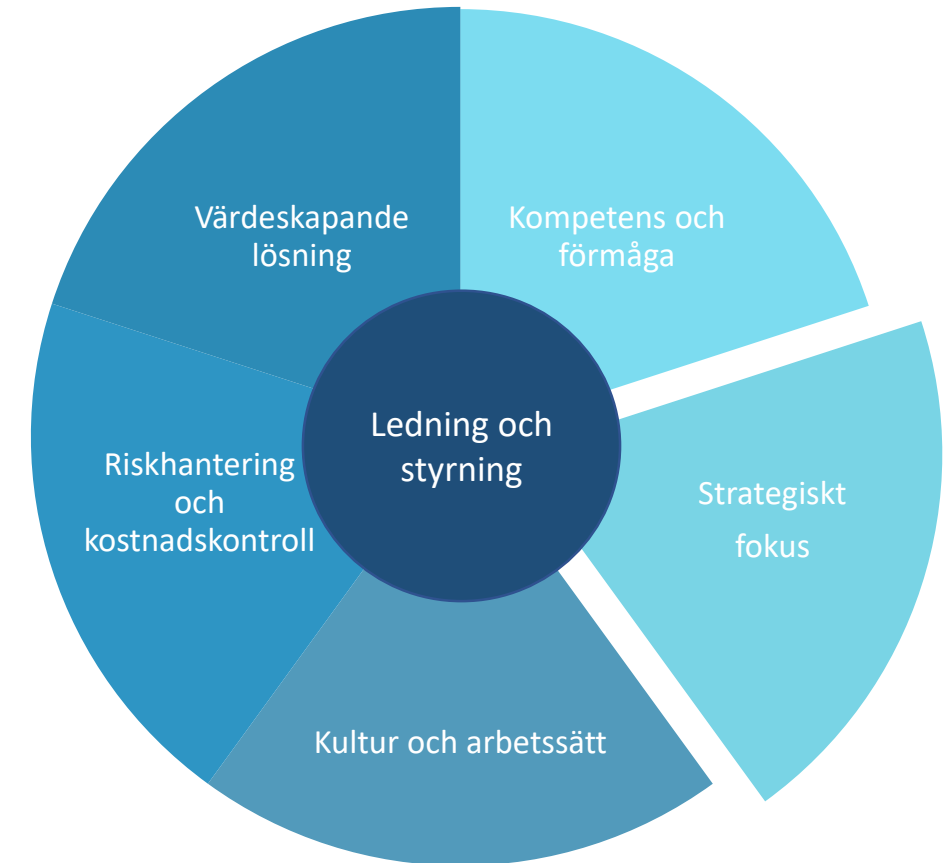 Värdeskapande
lösning
Kompetens och
förmåga
Ledning och
styrning
Riskhantering
och
kostnadskontroll
Strategiskt
fokus
Kultur och arbetssätt